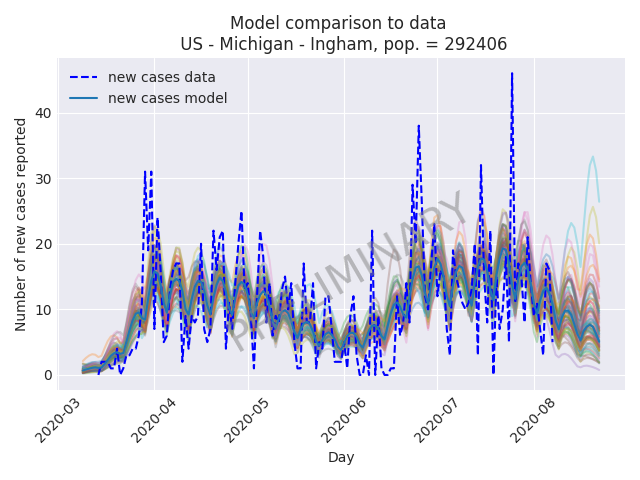 Model comparison to data
US - Michigan - Ingham, pop. = 292406
new cases data
new cases model
PRELIMINARY
Number of new cases reported
40
30
20
10
0
2020-03
2020-04
2020-05
2020-06
2020-07
2020-08
Day